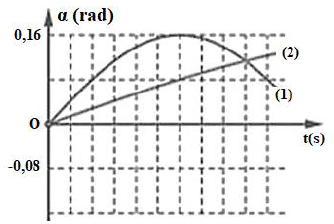 α (rad)
0,16
(2)
(1)
O
t(s)
-0,08